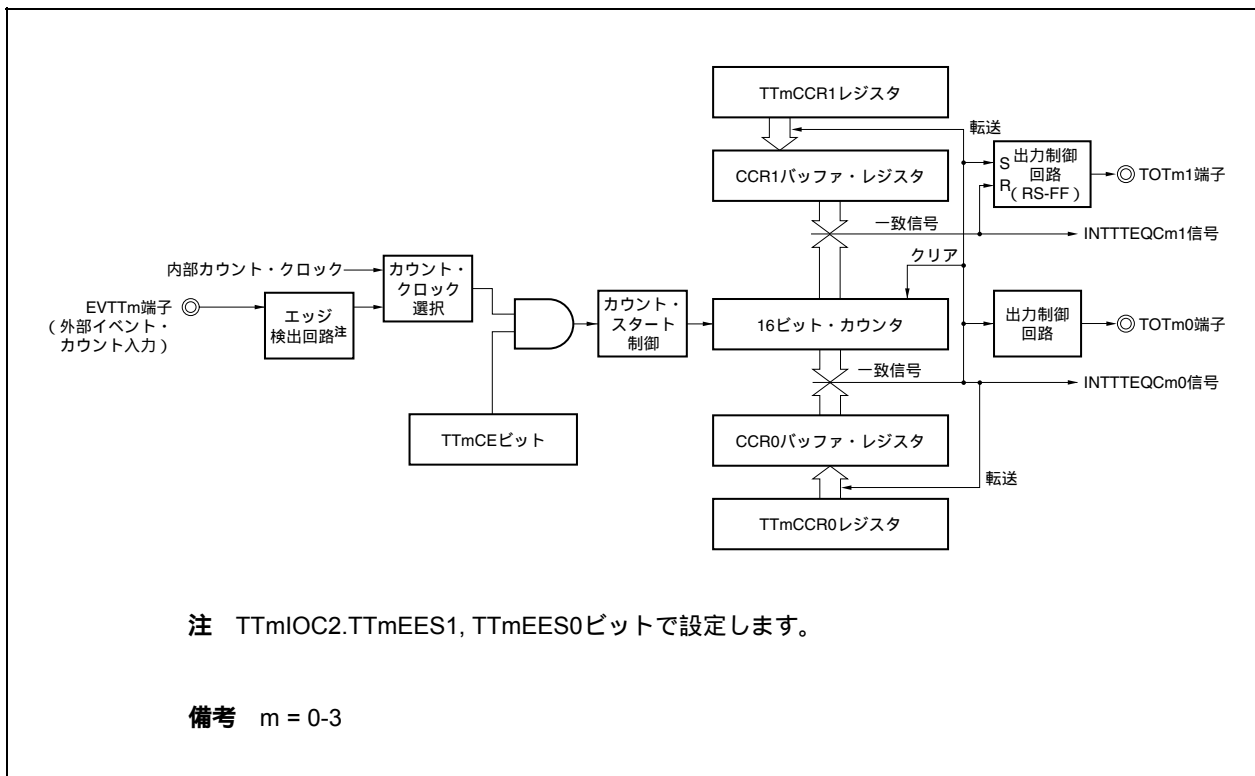 TTmCCR1レジスタ
転送
CCR1バッファ・レジスタ
S 出力制御
回路
R (RS-FF)
TOTm1端子
一致信号
INTTTEQCm1信号
クリア
内部カウント・クロック
カウント・
クロック
選択
EVTTm端子
(外部イベント・
カウント入力)
エッジ
検出回路注
カウント・
スタート
制御
16ビット・カウンタ
出力制御
回路
TOTm0端子
一致信号
INTTTEQCm0信号
TTmCEビット
CCR0バッファ・レジスタ
転送
TTmCCR0レジスタ
注 TTmIOC2.TTmEES1, TTmEES0ビットで設定します。
備考 m = 0-3